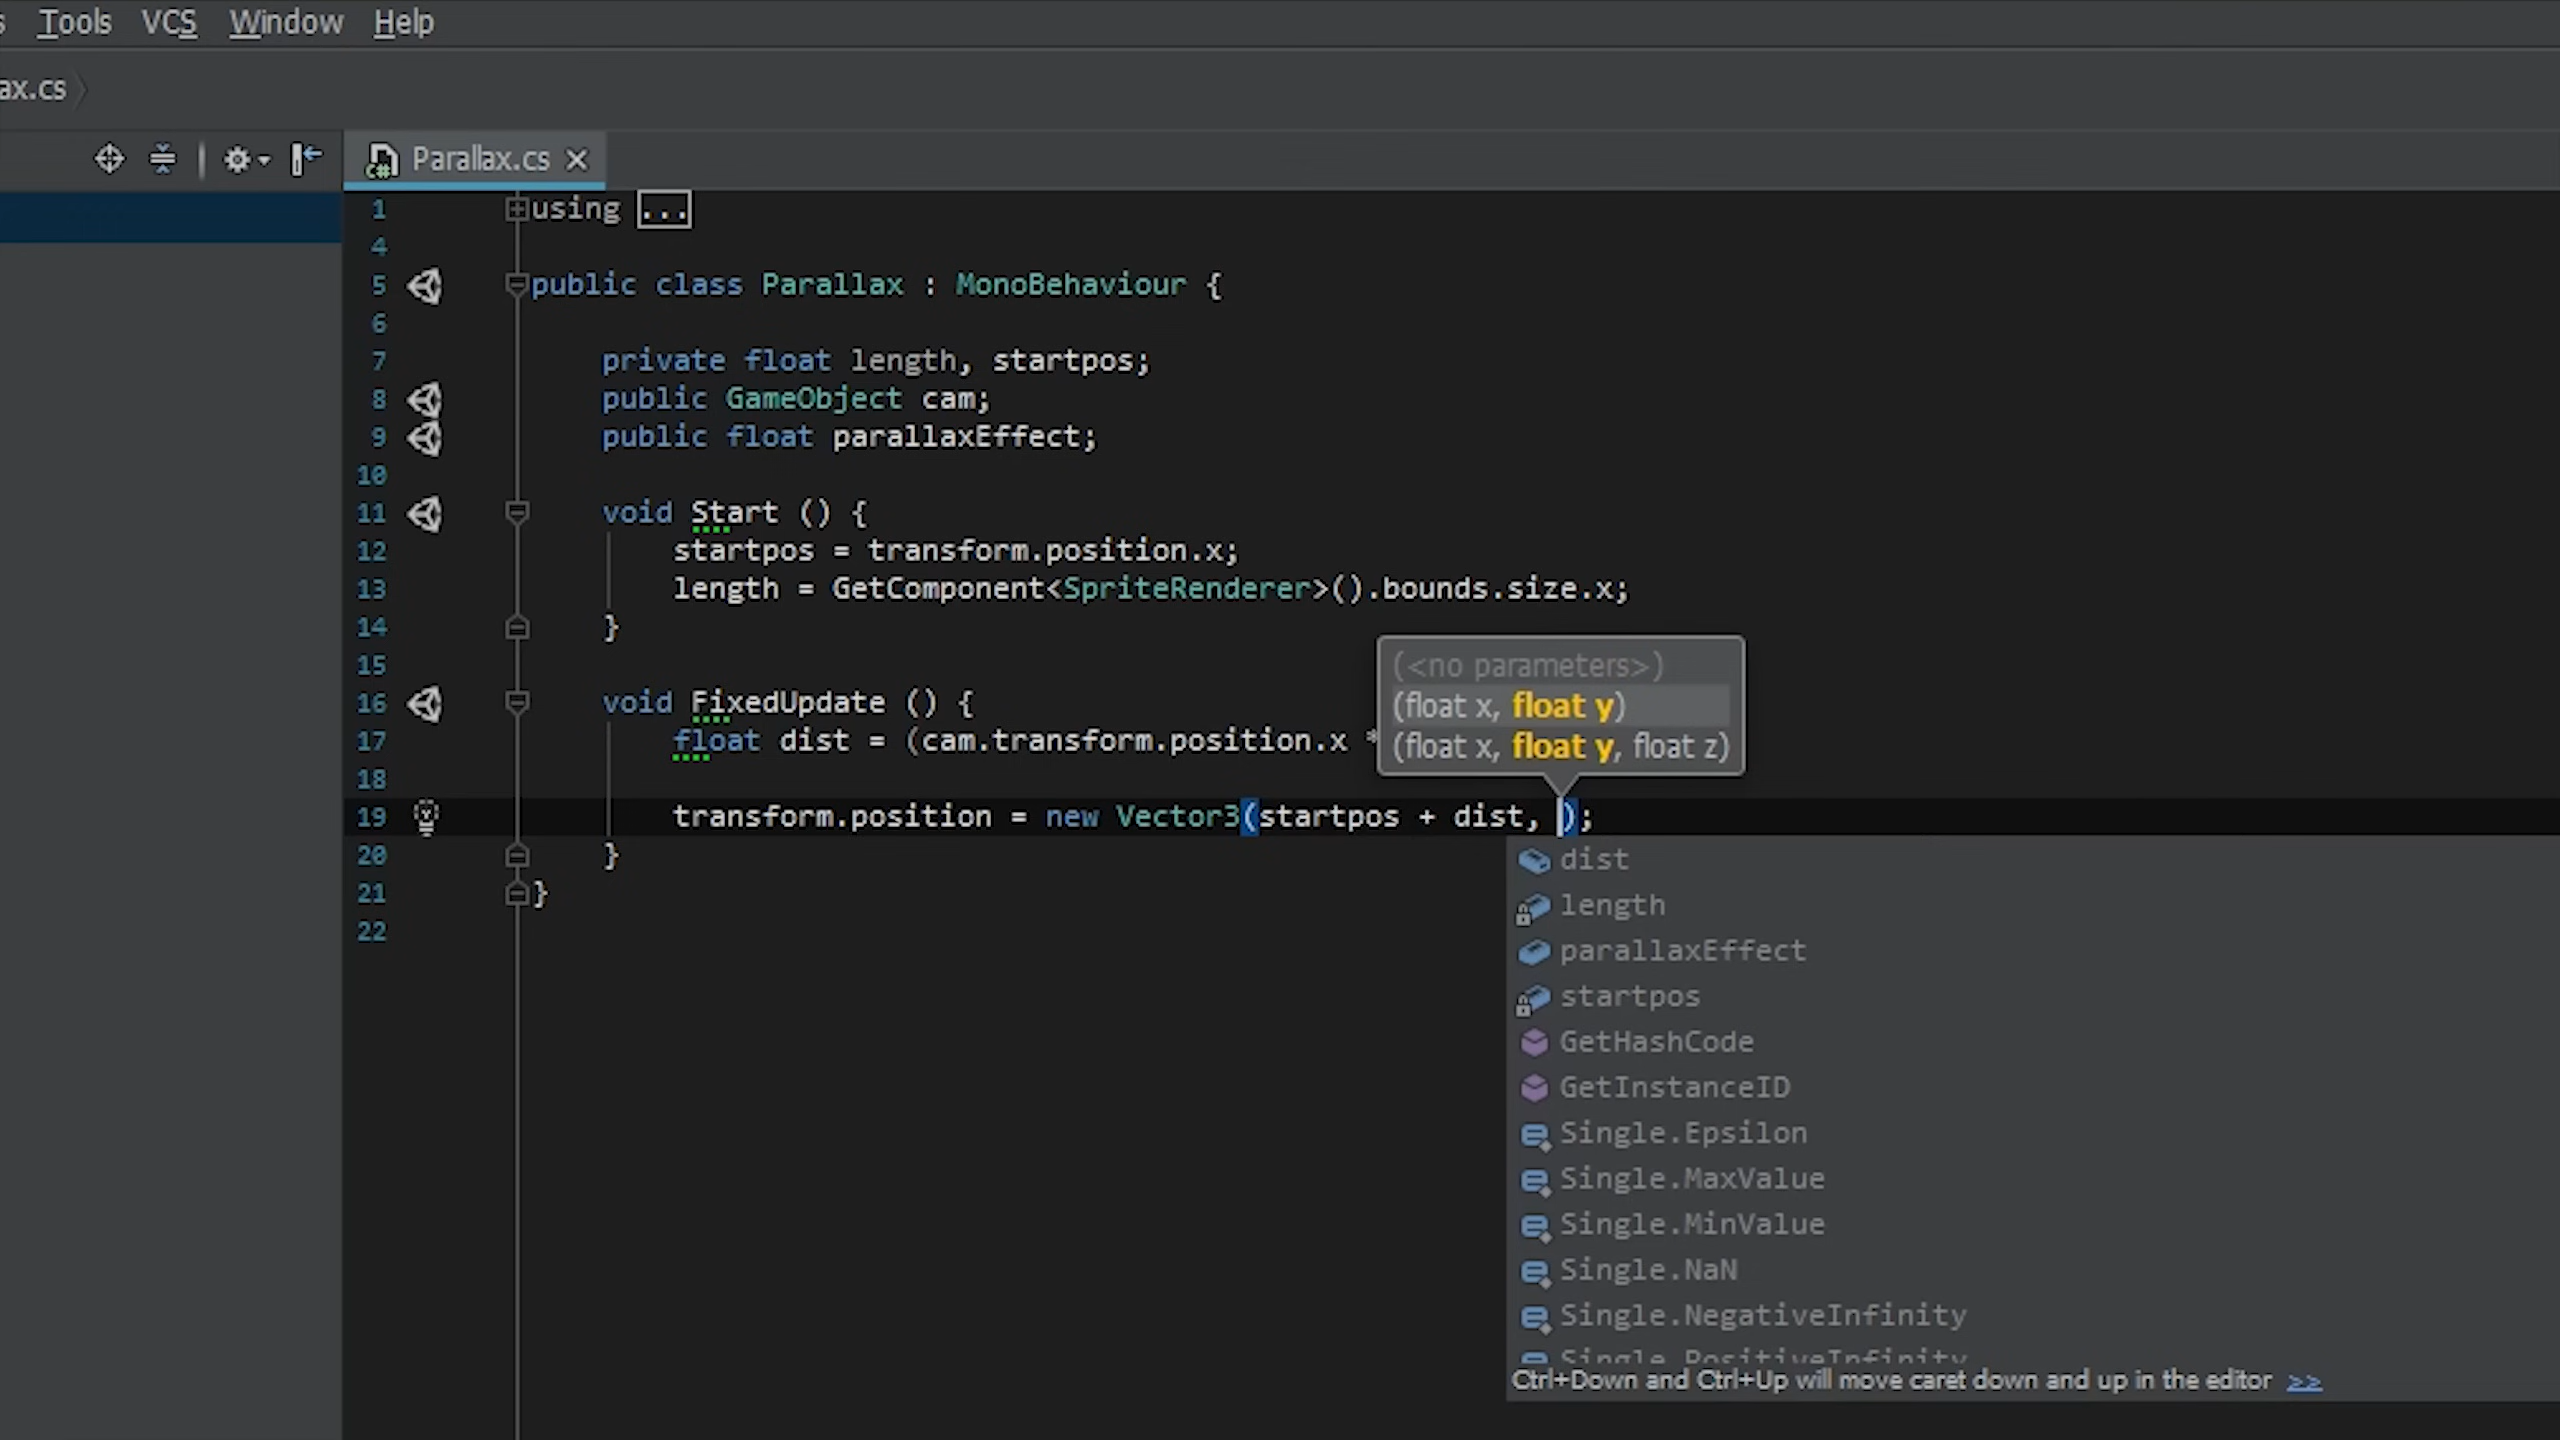 Tools VCS Window Help
ax.cs
Parallax.cs
1 using ...
4
5 public class Parallax : MonoBehaviour {
6
7 private float length, startpos;
8 public GameObject cam;
9 public float parallaxEffect;
10
11 void Start () {
12 startpos = transform.position.x;
13 length = GetComponent<SpriteRenderer>().bounds.size.x;
14 }
15
16 void FixedUpdate () {
17 float dist = (cam.transform.position.x *
18
19 transform.position = new Vector3(startpos + dist, );
20 }
21 }
22
(<no parameters>)
(float x, float y)
(float x, float y, float z)
dist
length
parallaxEffect
startpos
GetHashCode
GetInstanceID
Single.Epsilon
Single.MaxValue
Single.MinValue
Single.NaN
Single.NegativeInfinity
Single.PositiveInfinity
Ctrl+Down and Ctrl+Up will move caret down and up in the editor >>